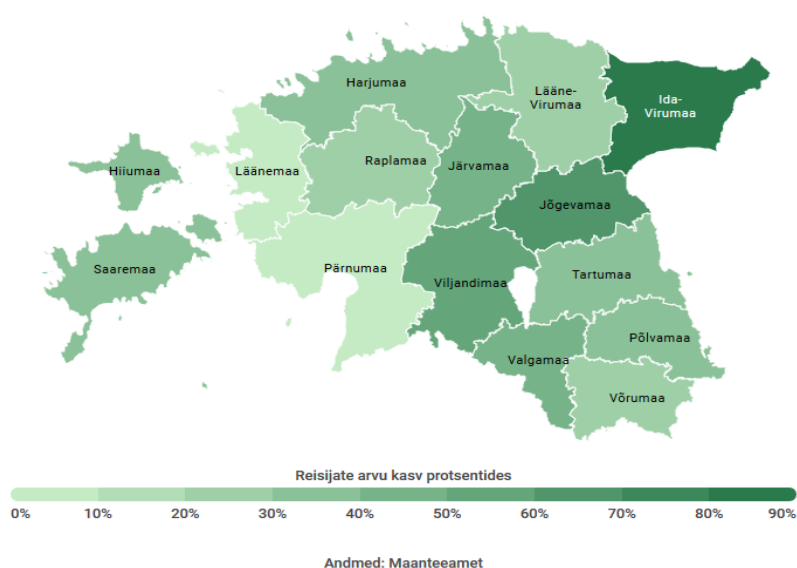 Harjumaa
Lääne-
Virumaa
Ida-
Virumaa
Hiiumaa
Läänemaa
Raplamaa
Järvamaa
Jõgevamaa
Saaremaa
Pärnumaa
Viljandimaa
Tartumaa
Valgamaa
Põlvamaa
Võrumaa
Reisijate arvu kasv protsentides
0% 10% 20% 30% 40% 50% 60% 70% 80% 90%
Andmed: Maanteeamet